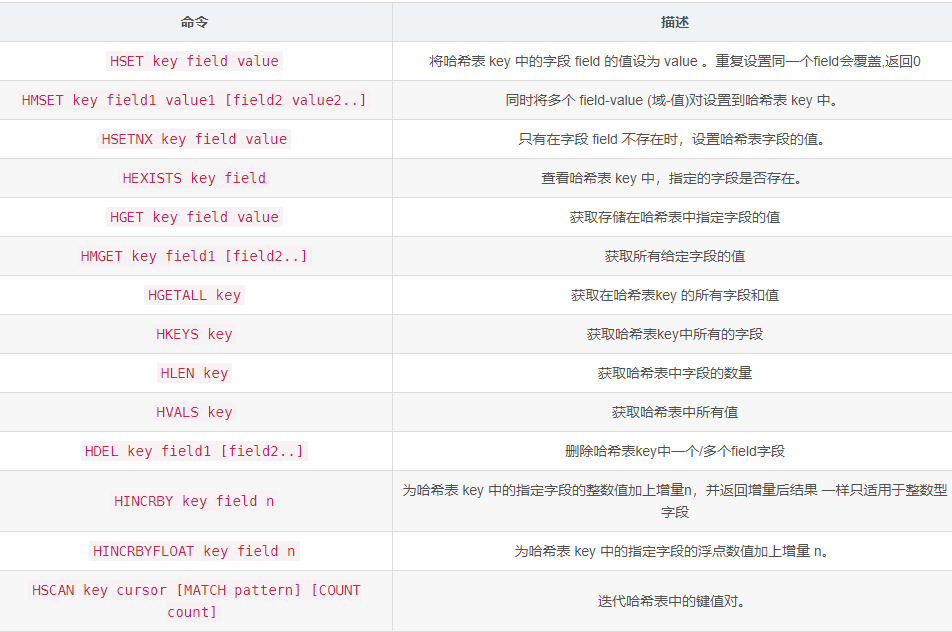 命令 描述
HSET key field value 将哈希表 key 中的字段 field 的值设为 value 。重复设置同一个field会覆盖,返回0
HMSET key field1 value1 [field2 value2..] 同时将多个 field-value (域-值)对设置到哈希表 key 中。
HSETNX key field value 只有在字段 field 不存在时，设置哈希表字段的值。
HEXISTS key field 查看哈希表 key 中，指定的字段是否存在。
HGET key field value 获取存储在哈希表中指定字段的值
HMGET key field1 [field2..] 获取所有给定字段的值
HGETALL key 获取在哈希表key 的所有字段和值
HKEYS key 获取哈希表key中所有的字段
HLEN key 获取哈希表中字段的数量
HVALS key 获取哈希表中所有值
HDEL key field1 [field2..] 删除哈希表key中一个/多个field字段
HINCRBY key field n 为哈希表 key 中的指定字段的整数值加上增量n，并返回增量后结果 一样只适用于整数型
字段
HINCRBYFLOAT key field n 为哈希表 key 中的指定字段的浮点数值加上增量 n。
HSCAN key cursor [MATCH pattern] [COUNT
count] 迭代哈希表中的键值对。